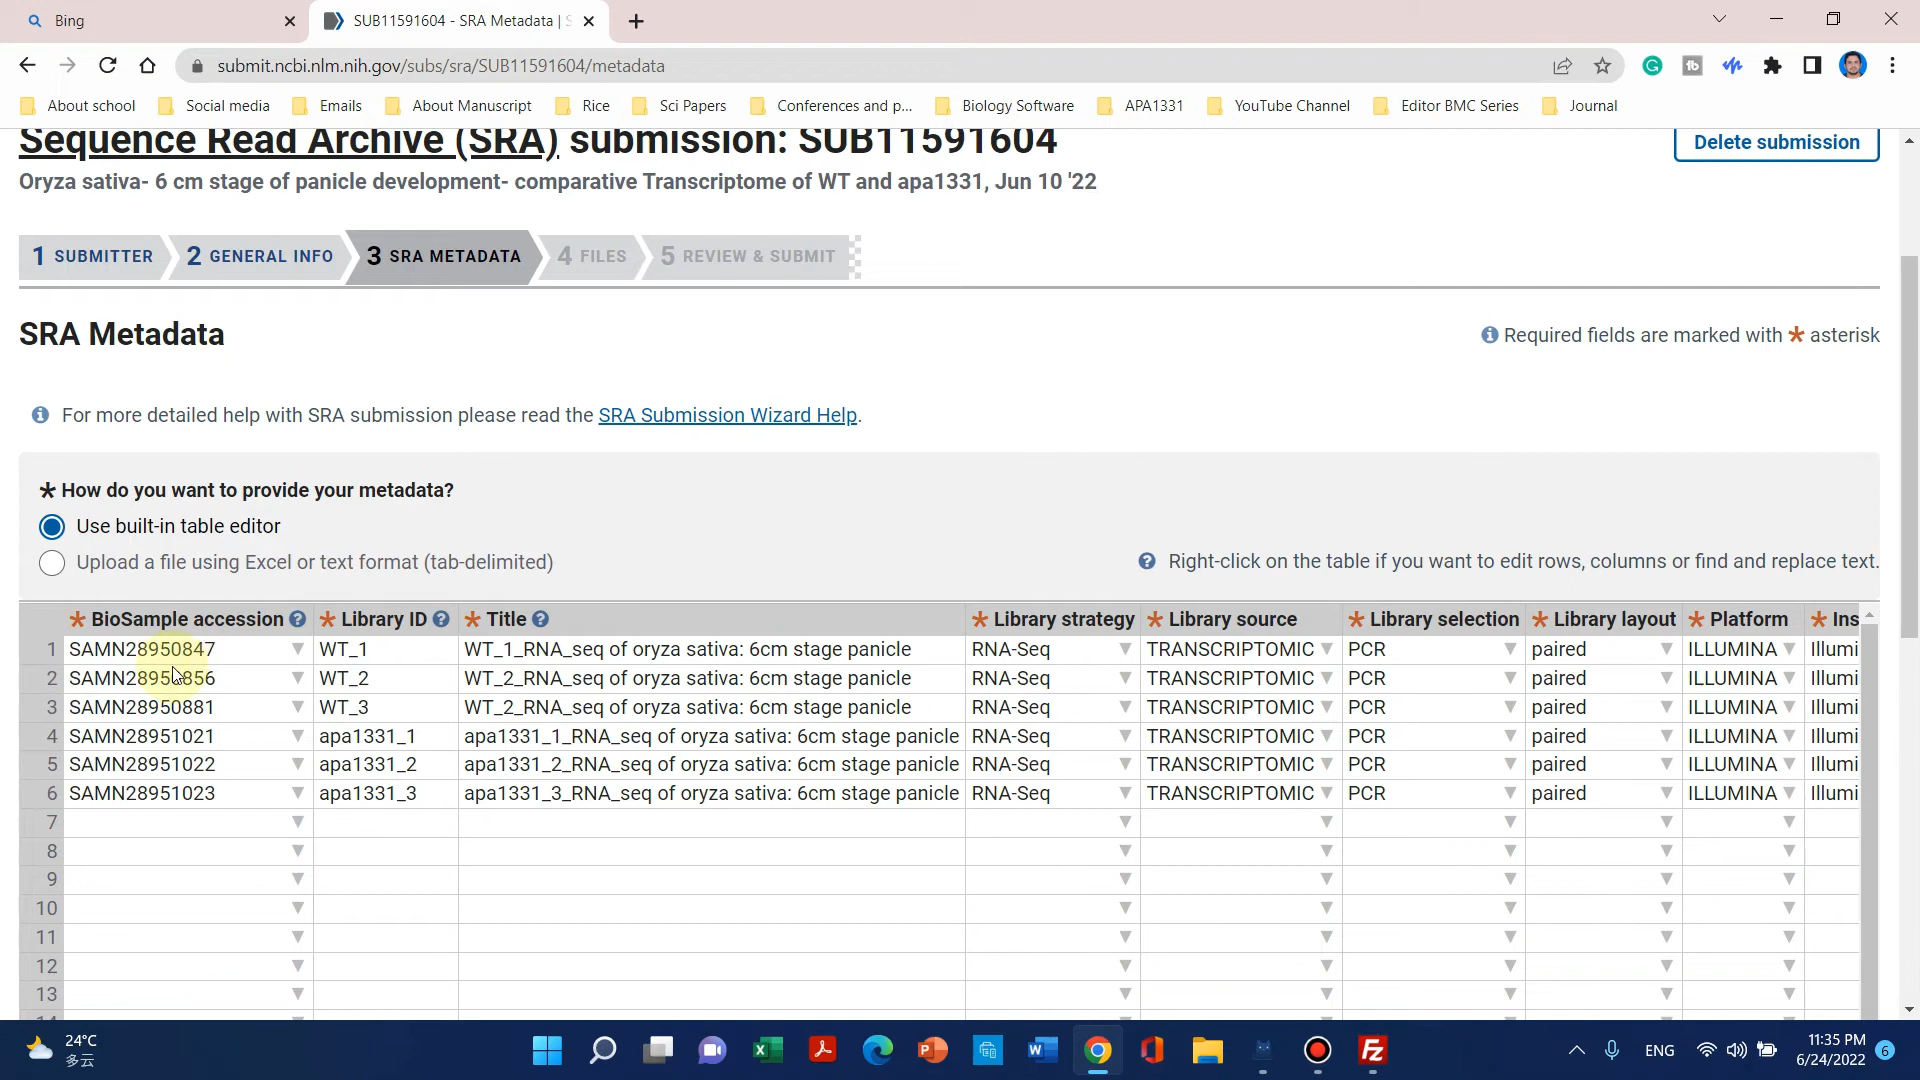 Bing
SUB11591604 - SRA Metadata |
submit.ncbi.nlm.nih.gov/subs/sra/SUB11591604/metadata
About school Social media Emails About Manuscript Rice Sci Papers Conferences and p... Biology Software APA1331 YouTube Channel Editor BMC Series Journal
Sequence Read Archive (SRA) submission: SUB11591604
Delete submission
Oryza sativa- 6 cm stage of panicle development- comparative Transcriptome of WT and apa1331, Jun 10 '22
1 SUBMITTER 2 GENERAL INFO 3 SRA METADATA 4 FILES 5 REVIEW & SUBMIT
SRA Metadata
Required fields are marked with * asterisk
For more detailed help with SRA submission please read the SRA Submission Wizard Help.
* How do you want to provide your metadata?
Use built-in table editor
Upload a file using Excel or text format (tab-delimited)
Right-click on the table if you want to edit rows, columns or find and replace text.
* BioSample accession * Library ID * Title * Library strategy * Library source * Library selection * Library layout * Platform * Ins
1 SAMN28950847 WT_1 WT_1_RNA_seq of oryza sativa: 6cm stage panicle RNA-Seq TRANSCRIPTOMIC PCR paired ILLUMINA Illumi
2 SAMN28950856 WT_2 WT_2_RNA_seq of oryza sativa: 6cm stage panicle RNA-Seq TRANSCRIPTOMIC PCR paired ILLUMINA Illumi
3 SAMN28950881 WT_3 WT_2_RNA_seq of oryza sativa: 6cm stage panicle RNA-Seq TRANSCRIPTOMIC PCR paired ILLUMINA Illumi
4 SAMN28951021 apa1331_1 apa1331_1_RNA_seq of oryza sativa: 6cm stage panicle RNA-Seq TRANSCRIPTOMIC PCR paired ILLUMINA Illumi
5 SAMN28951022 apa1331_2 apa1331_2_RNA_seq of oryza sativa: 6cm stage panicle RNA-Seq TRANSCRIPTOMIC PCR paired ILLUMINA Illumi
6 SAMN28951023 apa1331_3 apa1331_3_RNA_seq of oryza sativa: 6cm stage panicle RNA-Seq TRANSCRIPTOMIC PCR paired ILLUMINA Illumi
7
8
9
10
11
12
13
24°C
多云
ENG
11:35 PM
6/24/2022
6